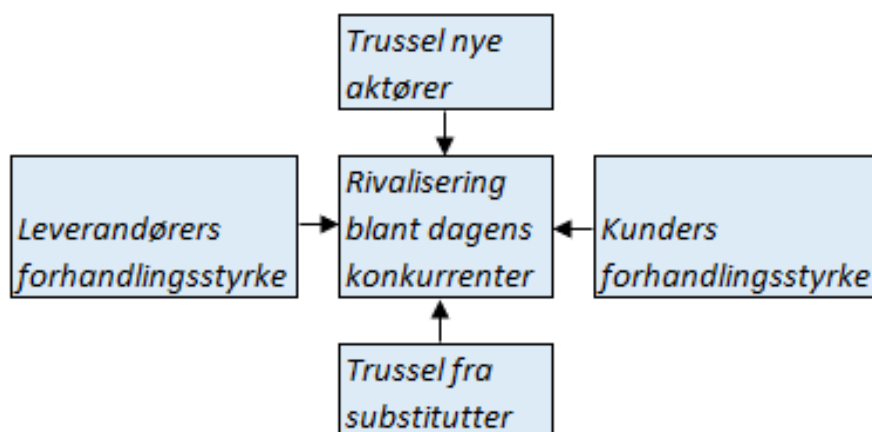 Trussel nye
aktører
Leverandørers
forhandlingsstyrke
Rivalisering
blant dagens
konkurrenter
Kunders
forhandlingsstyrke
Trussel fra
substitutter